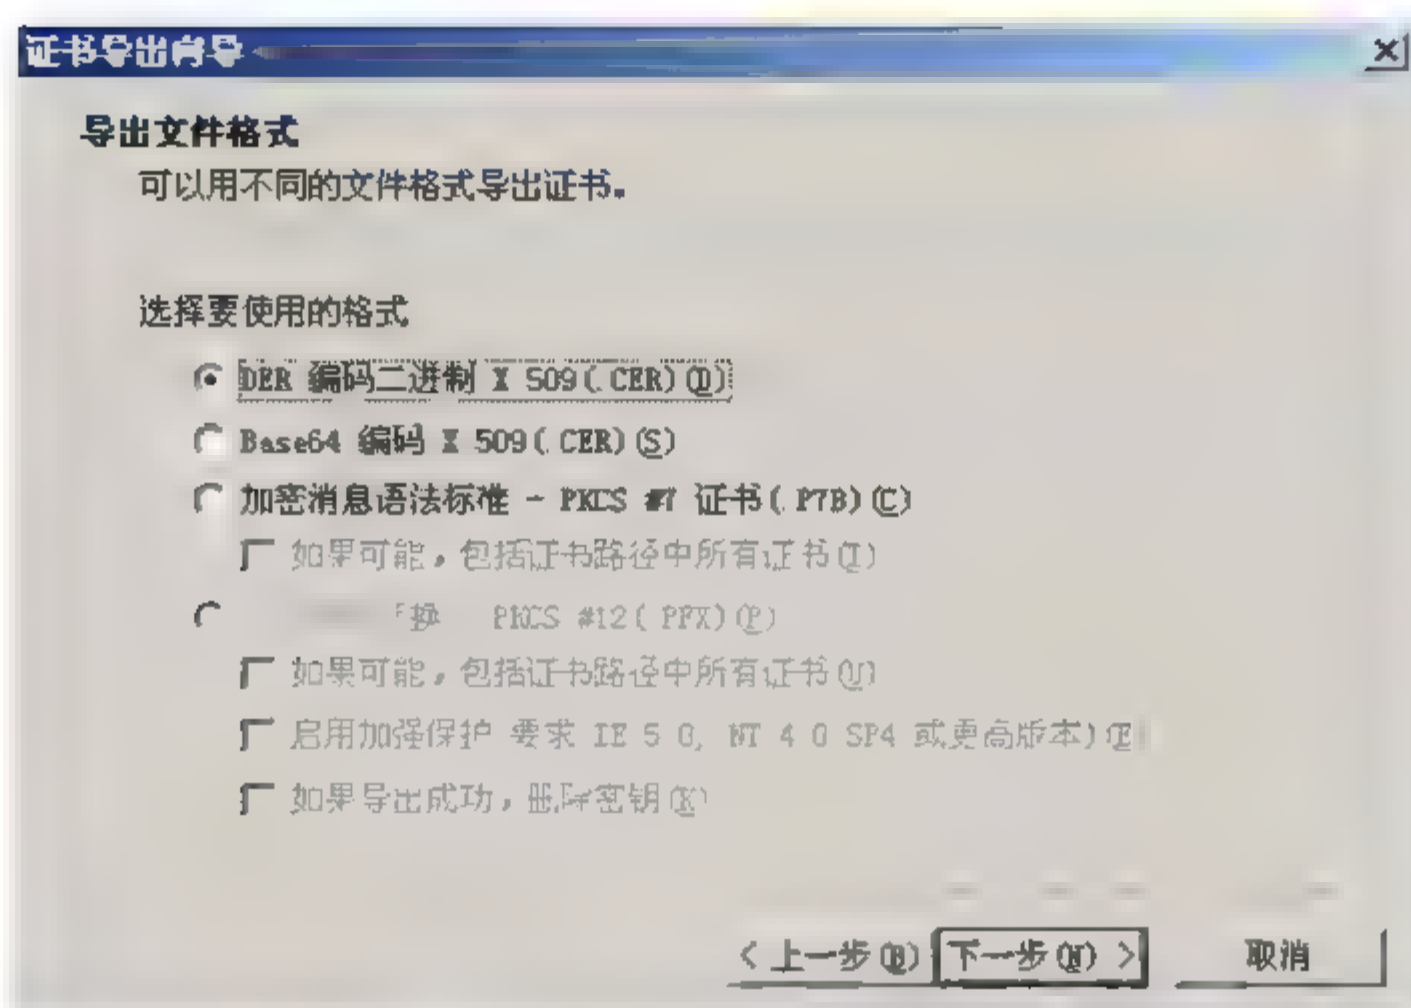 证书导出向导
导出文件格式
可以用不同的文件格式导出证书。
选择要使用的格式
DER 编码二进制 X 509(.CER)(D)
Base64 编码 X 509(.CER)(S)
加密消息语法标准 - PKCS #7 证书(.P7B)(C)
如果可能，包括证书路径中所有证书(I)
换 PKCS #12( PFX)(P)
如果可能，包括证书路径中所有证书(U)
启用加强保护 要求 IE 5 0, NT 4 0 SP4 或更高版本)(E
如果导出成功，删除密钥(K)
< 上一步(B) 下一步(N) > 取消